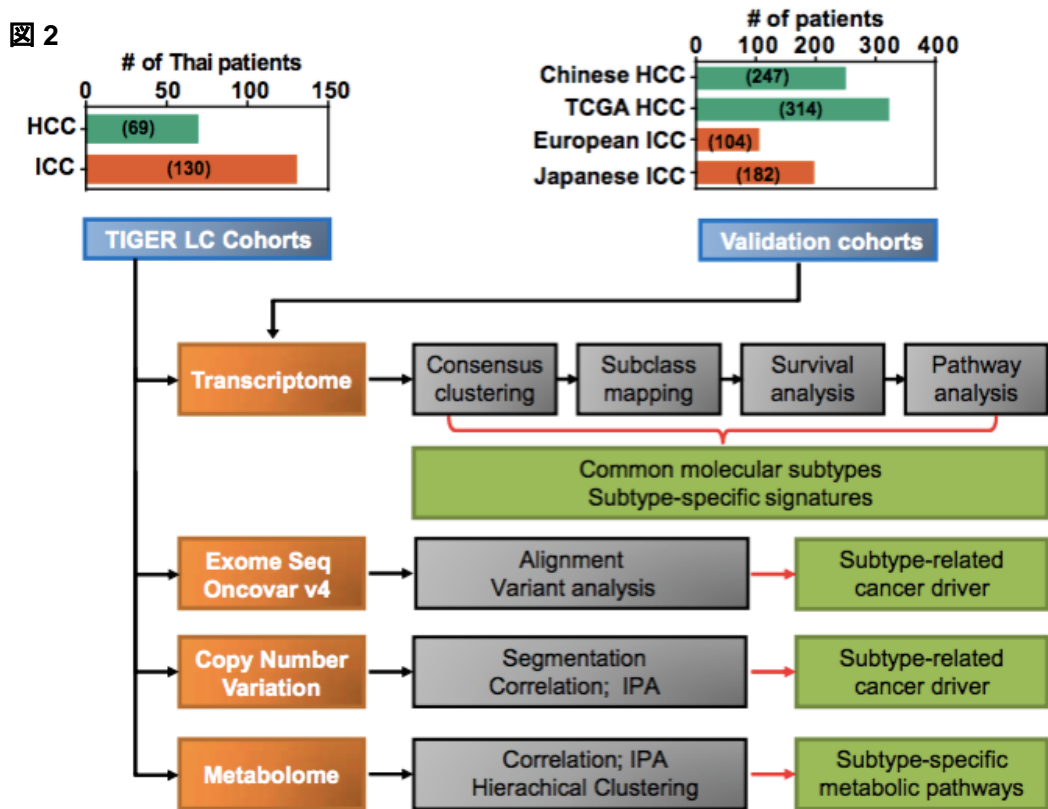 図 2
# of Thai patients
0 50 100 150
HCC (69)
ICC (130)
# of patients
0 100 200 300 400
Chinese HCC (247)
TCGA HCC (314)
European ICC (104)
Japanese ICC (182)
TIGER LC Cohorts
Validation cohorts
Transcriptome
Consensus
clustering
Subclass
mapping
Survival
analysis
Pathway
analysis
Common molecular subtypes
Subtype-specific signatures
Exome Seq
Oncovar v4
Alignment
Variant analysis
Subtype-related
cancer driver
Copy Number
Variation
Segmentation
Correlation; IPA
Subtype-related
cancer driver
Metabolome
Correlation; IPA
Hierachical Clustering
Subtype-specific
metabolic pathways